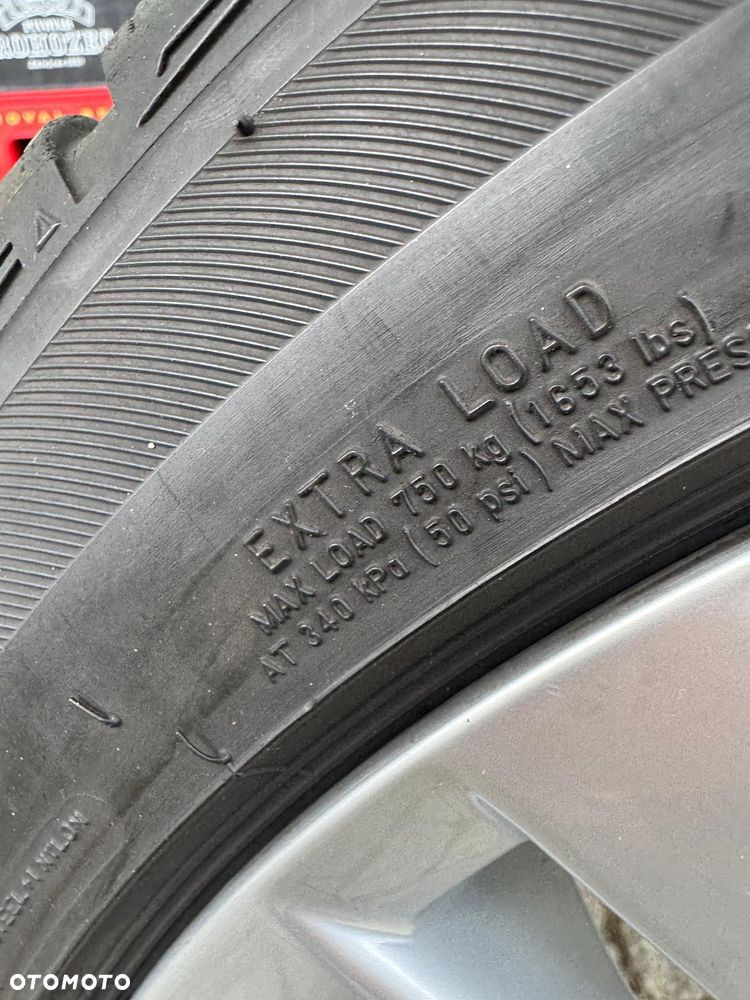 EXTRA LOAD
MAX LOAD 750 kg (1653 lbs)
AT 340 kPa (50 psi) MAX PRES
OTOMOTO